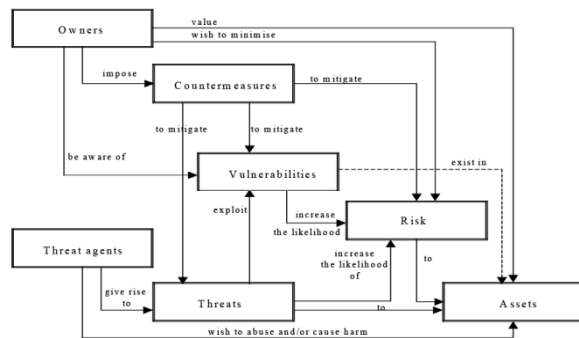 value
Owners
wish to minimise
impose
Countermeasures
to mitigate
to mitigate
to mitigate
be aware of
Vulnerabilities
exist in
exploit
increase
the likelihood
Risk
Threat agents
increase
the likelihood
of
to
give rise
to
Threats
to
Assets
wish to abuse and/or cause harm